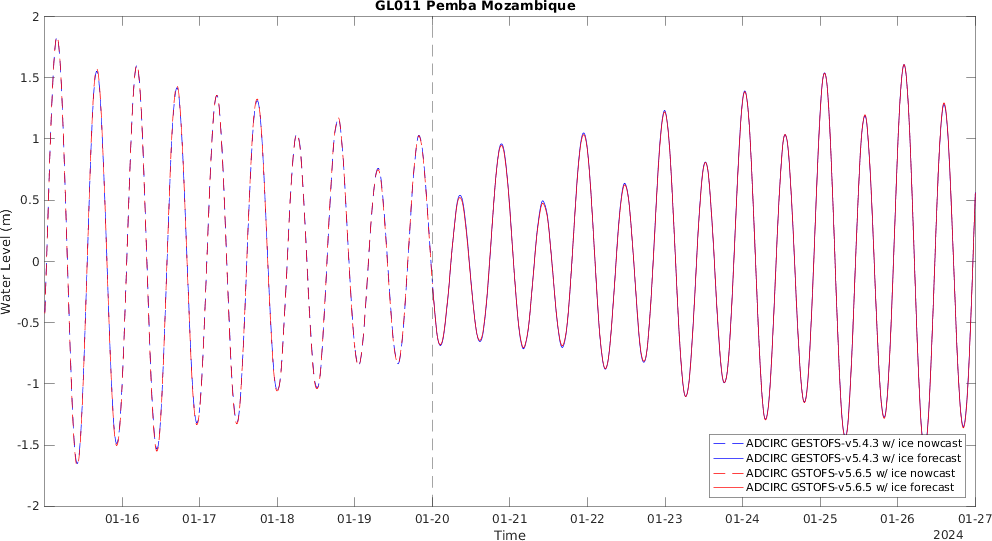 GL011 Pemba Mozambique
2
1.5
1
0.5
0
-0.5
-1
-1.5
-2
Water Level (m)
01-16 01-17 01-18 01-19 01-20 01-21 01-22 01-23 01-24 01-25 01-26 01-27
Time
2024
ADCIRC GESTOFS-v5.4.3 w/ ice nowcast
ADCIRC GESTOFS-v5.4.3 w/ ice forecast
ADCIRC GSTOFS-v5.6.5 w/ ice nowcast
ADCIRC GSTOFS-v5.6.5 w/ ice forecast